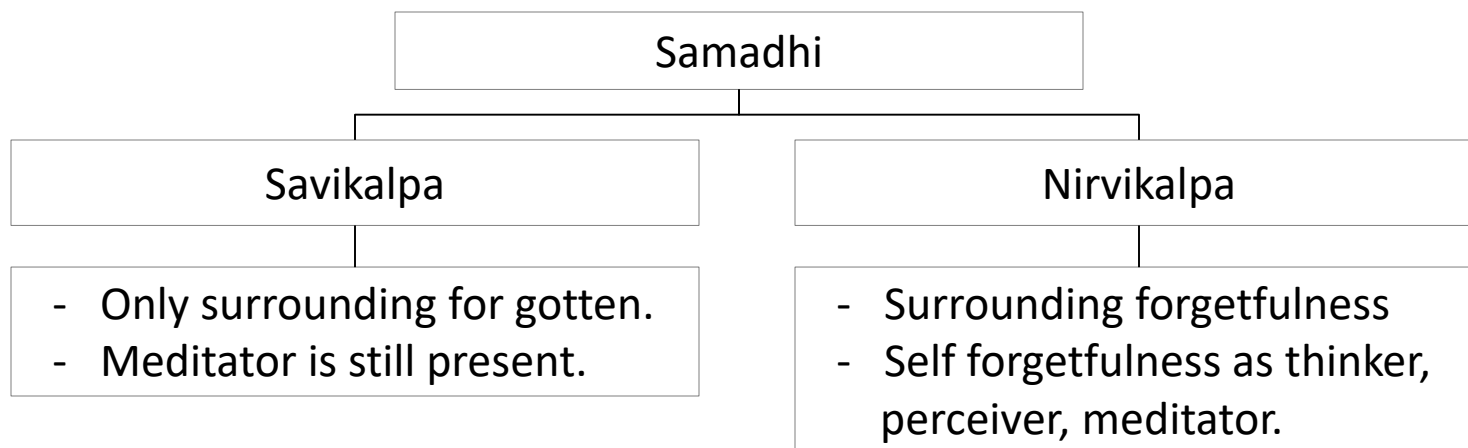 Samadhi
Savikalpa
Nirvikalpa
- Only surrounding for gotten.
- Meditator is still present.
- Surrounding forgetfulness
- Self forgetfulness as thinker,
perceiver, meditator.